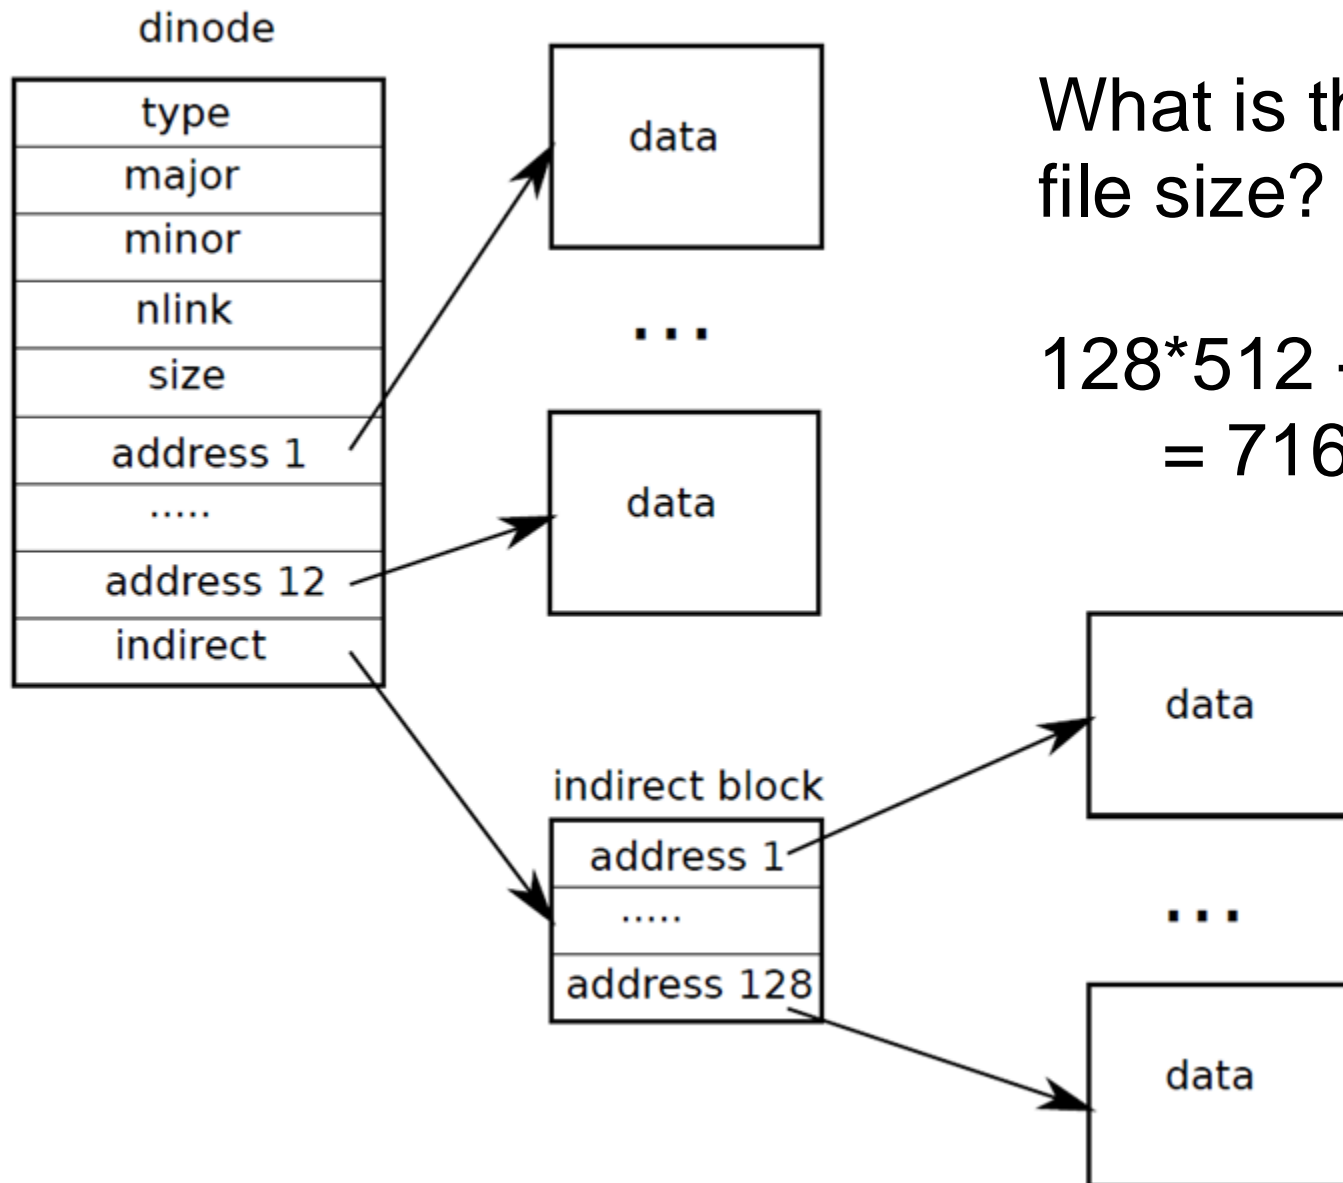 dinode
type
major
minor
nlink
size
address 1
.....
address 12
indirect
data
...
data
indirect block
address 1
.....
address 128
data
...
data
What is
file size?
128*512
= 716